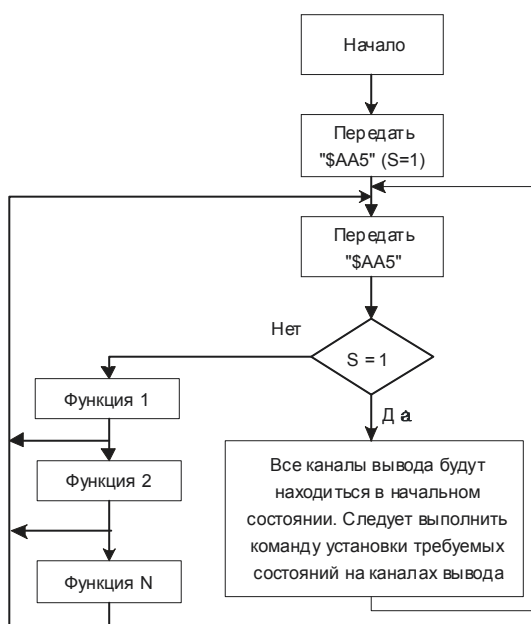 Начало
Передать
"$AA5" (S=1)
Передать
"$AA5"
Нет
S = 1
Да
Функция 1
Функция 2
Функция N
Все каналы вывода будут
находиться в начальном
состоянии. Следует выполнить
команду установки требуемых
состояний на каналах вывода